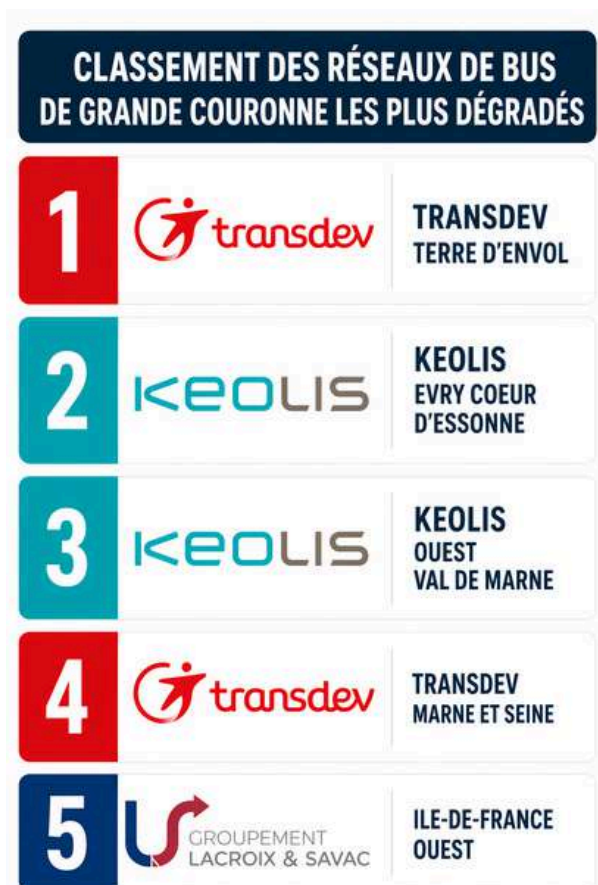 CLASSEMENT DES RÉSEAUX DE BUS
DE GRANDE COURONNE LES PLUS DÉGRADÉS
1
transdev
TRANSDEV
TERRE D'ENVOL
2
KEOLIS
KEOLIS
EVRY COEUR
D'ESSONNE
3
KEOLIS
KEOLIS
OUEST
VAL DE MARNE
4
transdev
TRANSDEV
MARNE ET SEINE
5
GROUPEMENT
LACROIX & SAVAC
ILE-DE-FRANCE
OUEST